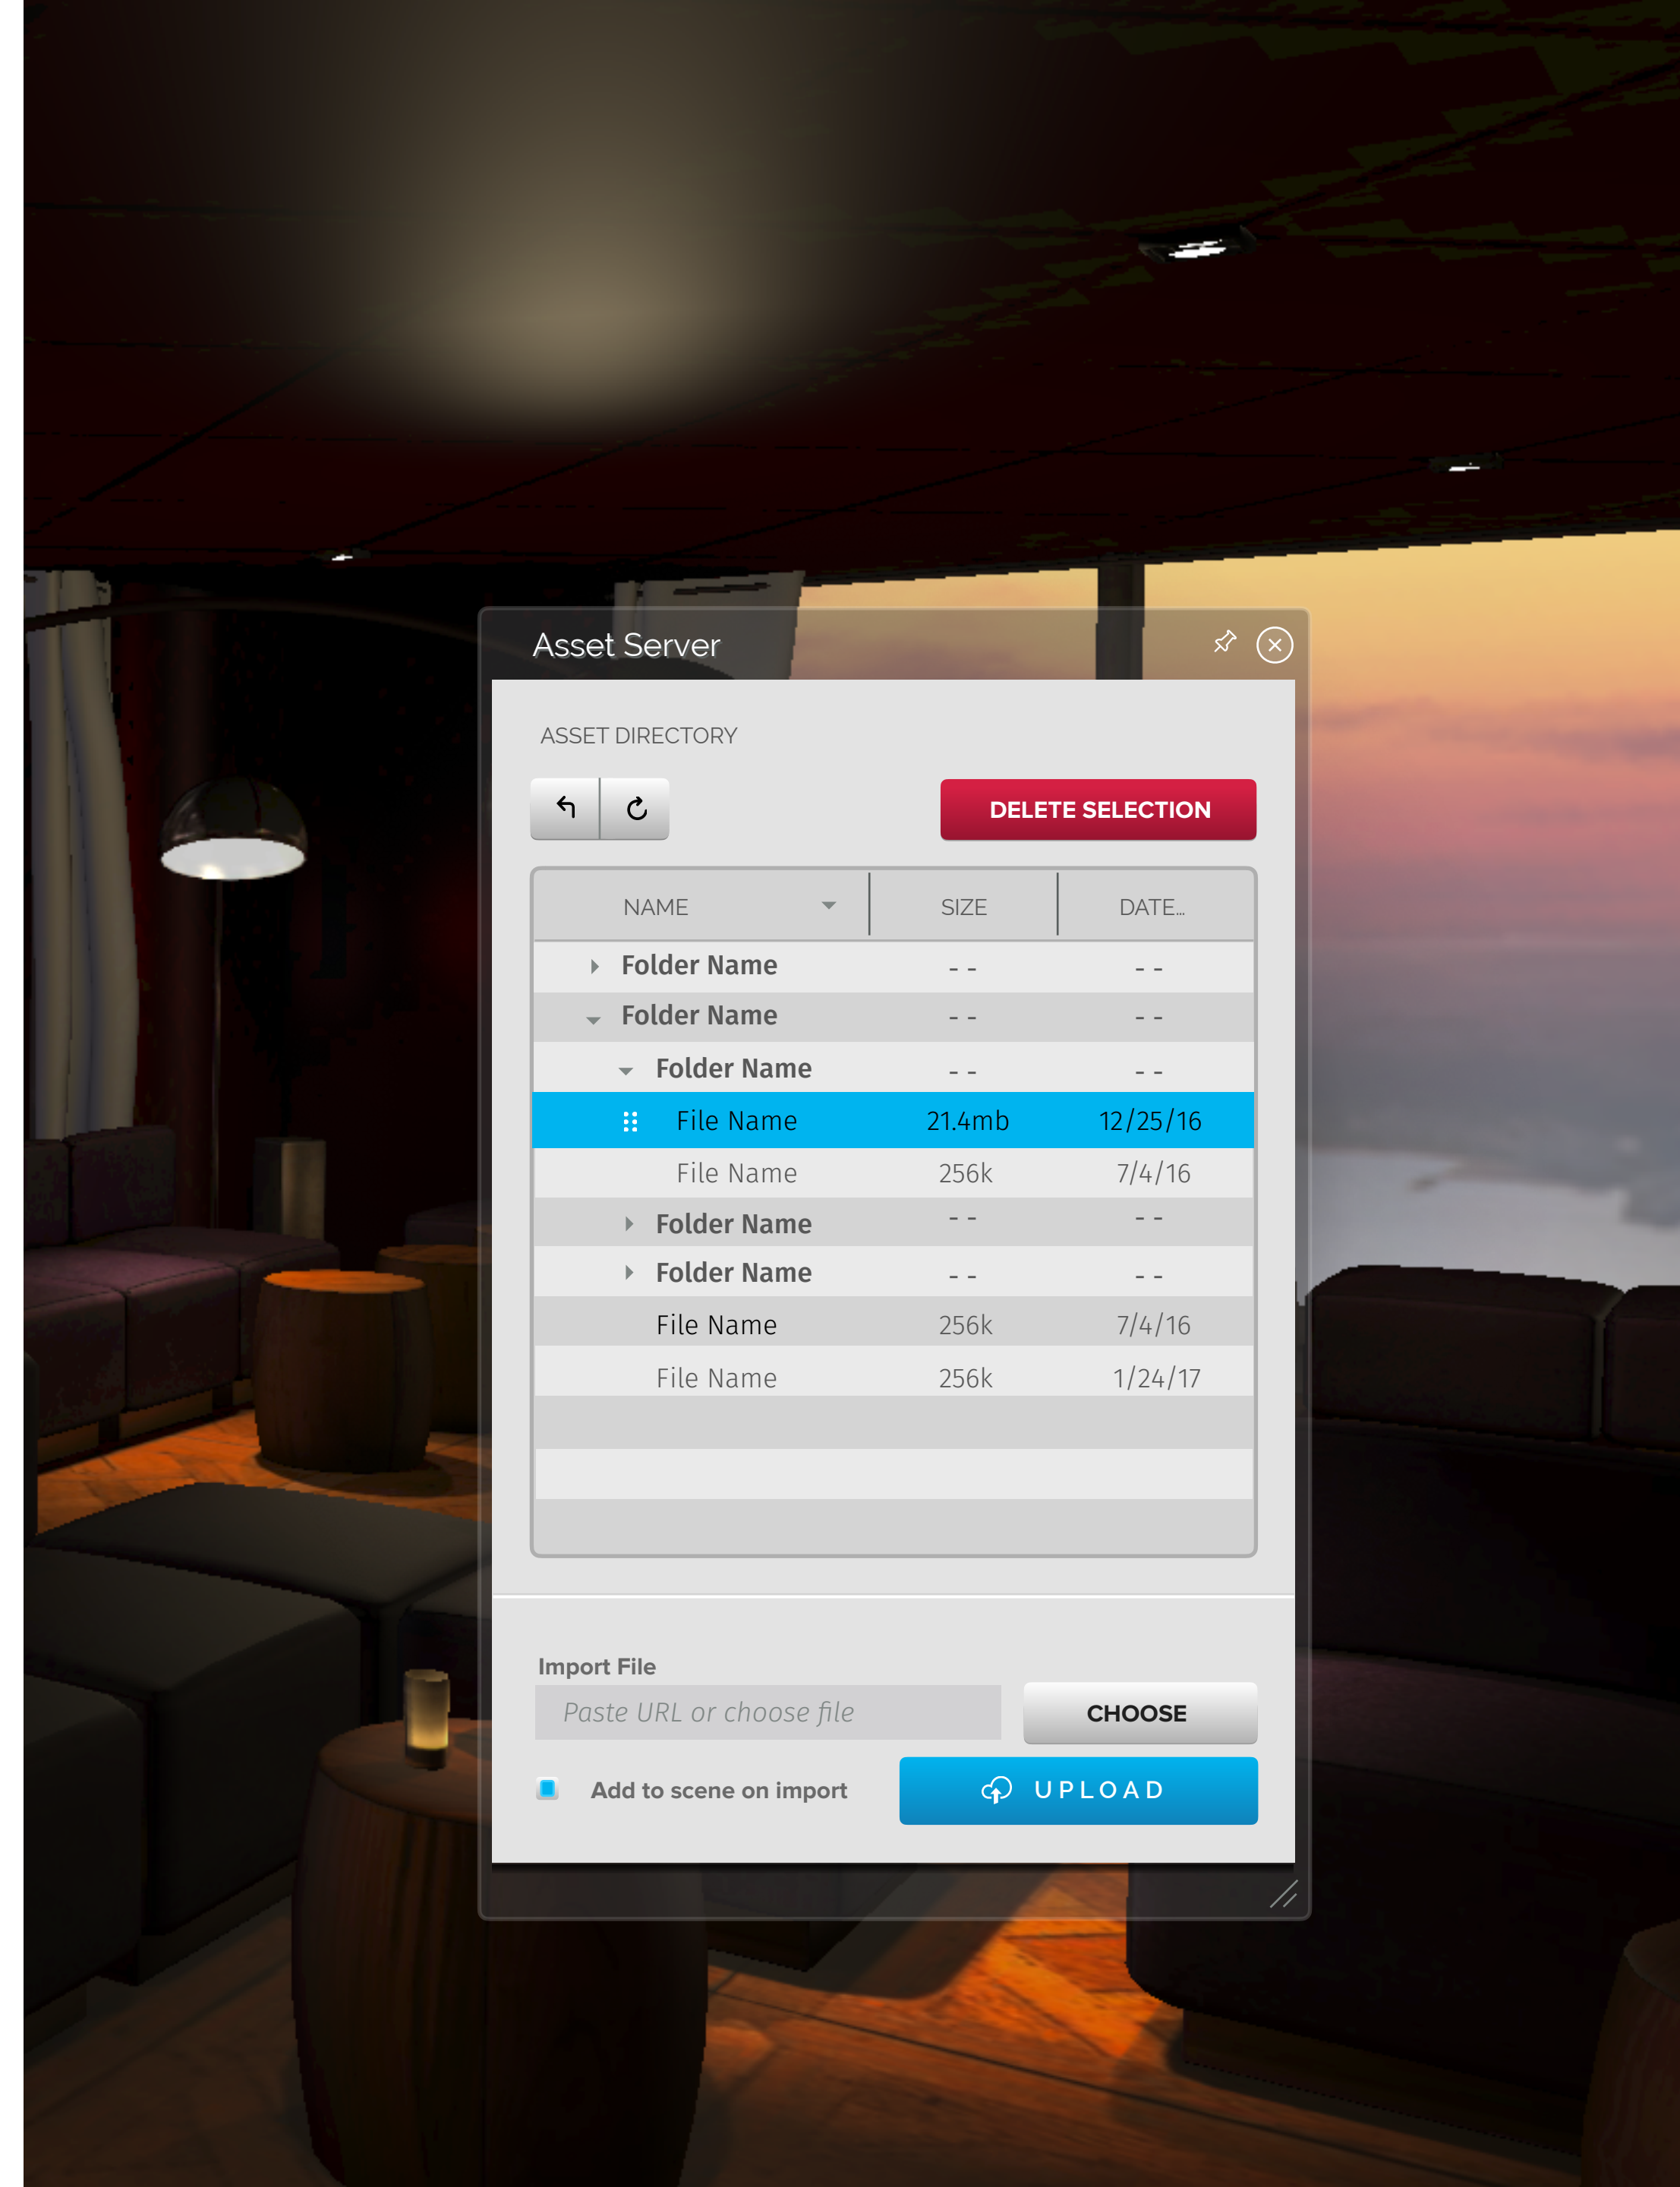 Asset Server
ASSET DIRECTORY
DELETE SELECTION
NAME SIZE DATE...
Folder Name - - - -
Folder Name - - - -
Folder Name - - - -
File Name 21.4mb 12/25/16
File Name 256k 7/4/16
Folder Name - - - -
Folder Name - - - -
File Name 256k 7/4/16
File Name 256k 1/24/17
Import File
Paste URL or choose file CHOOSE
Add to scene on import UPLOAD